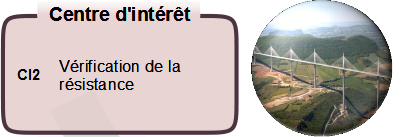 Centre d'intérêt
CI2
Vérification de la
résistance